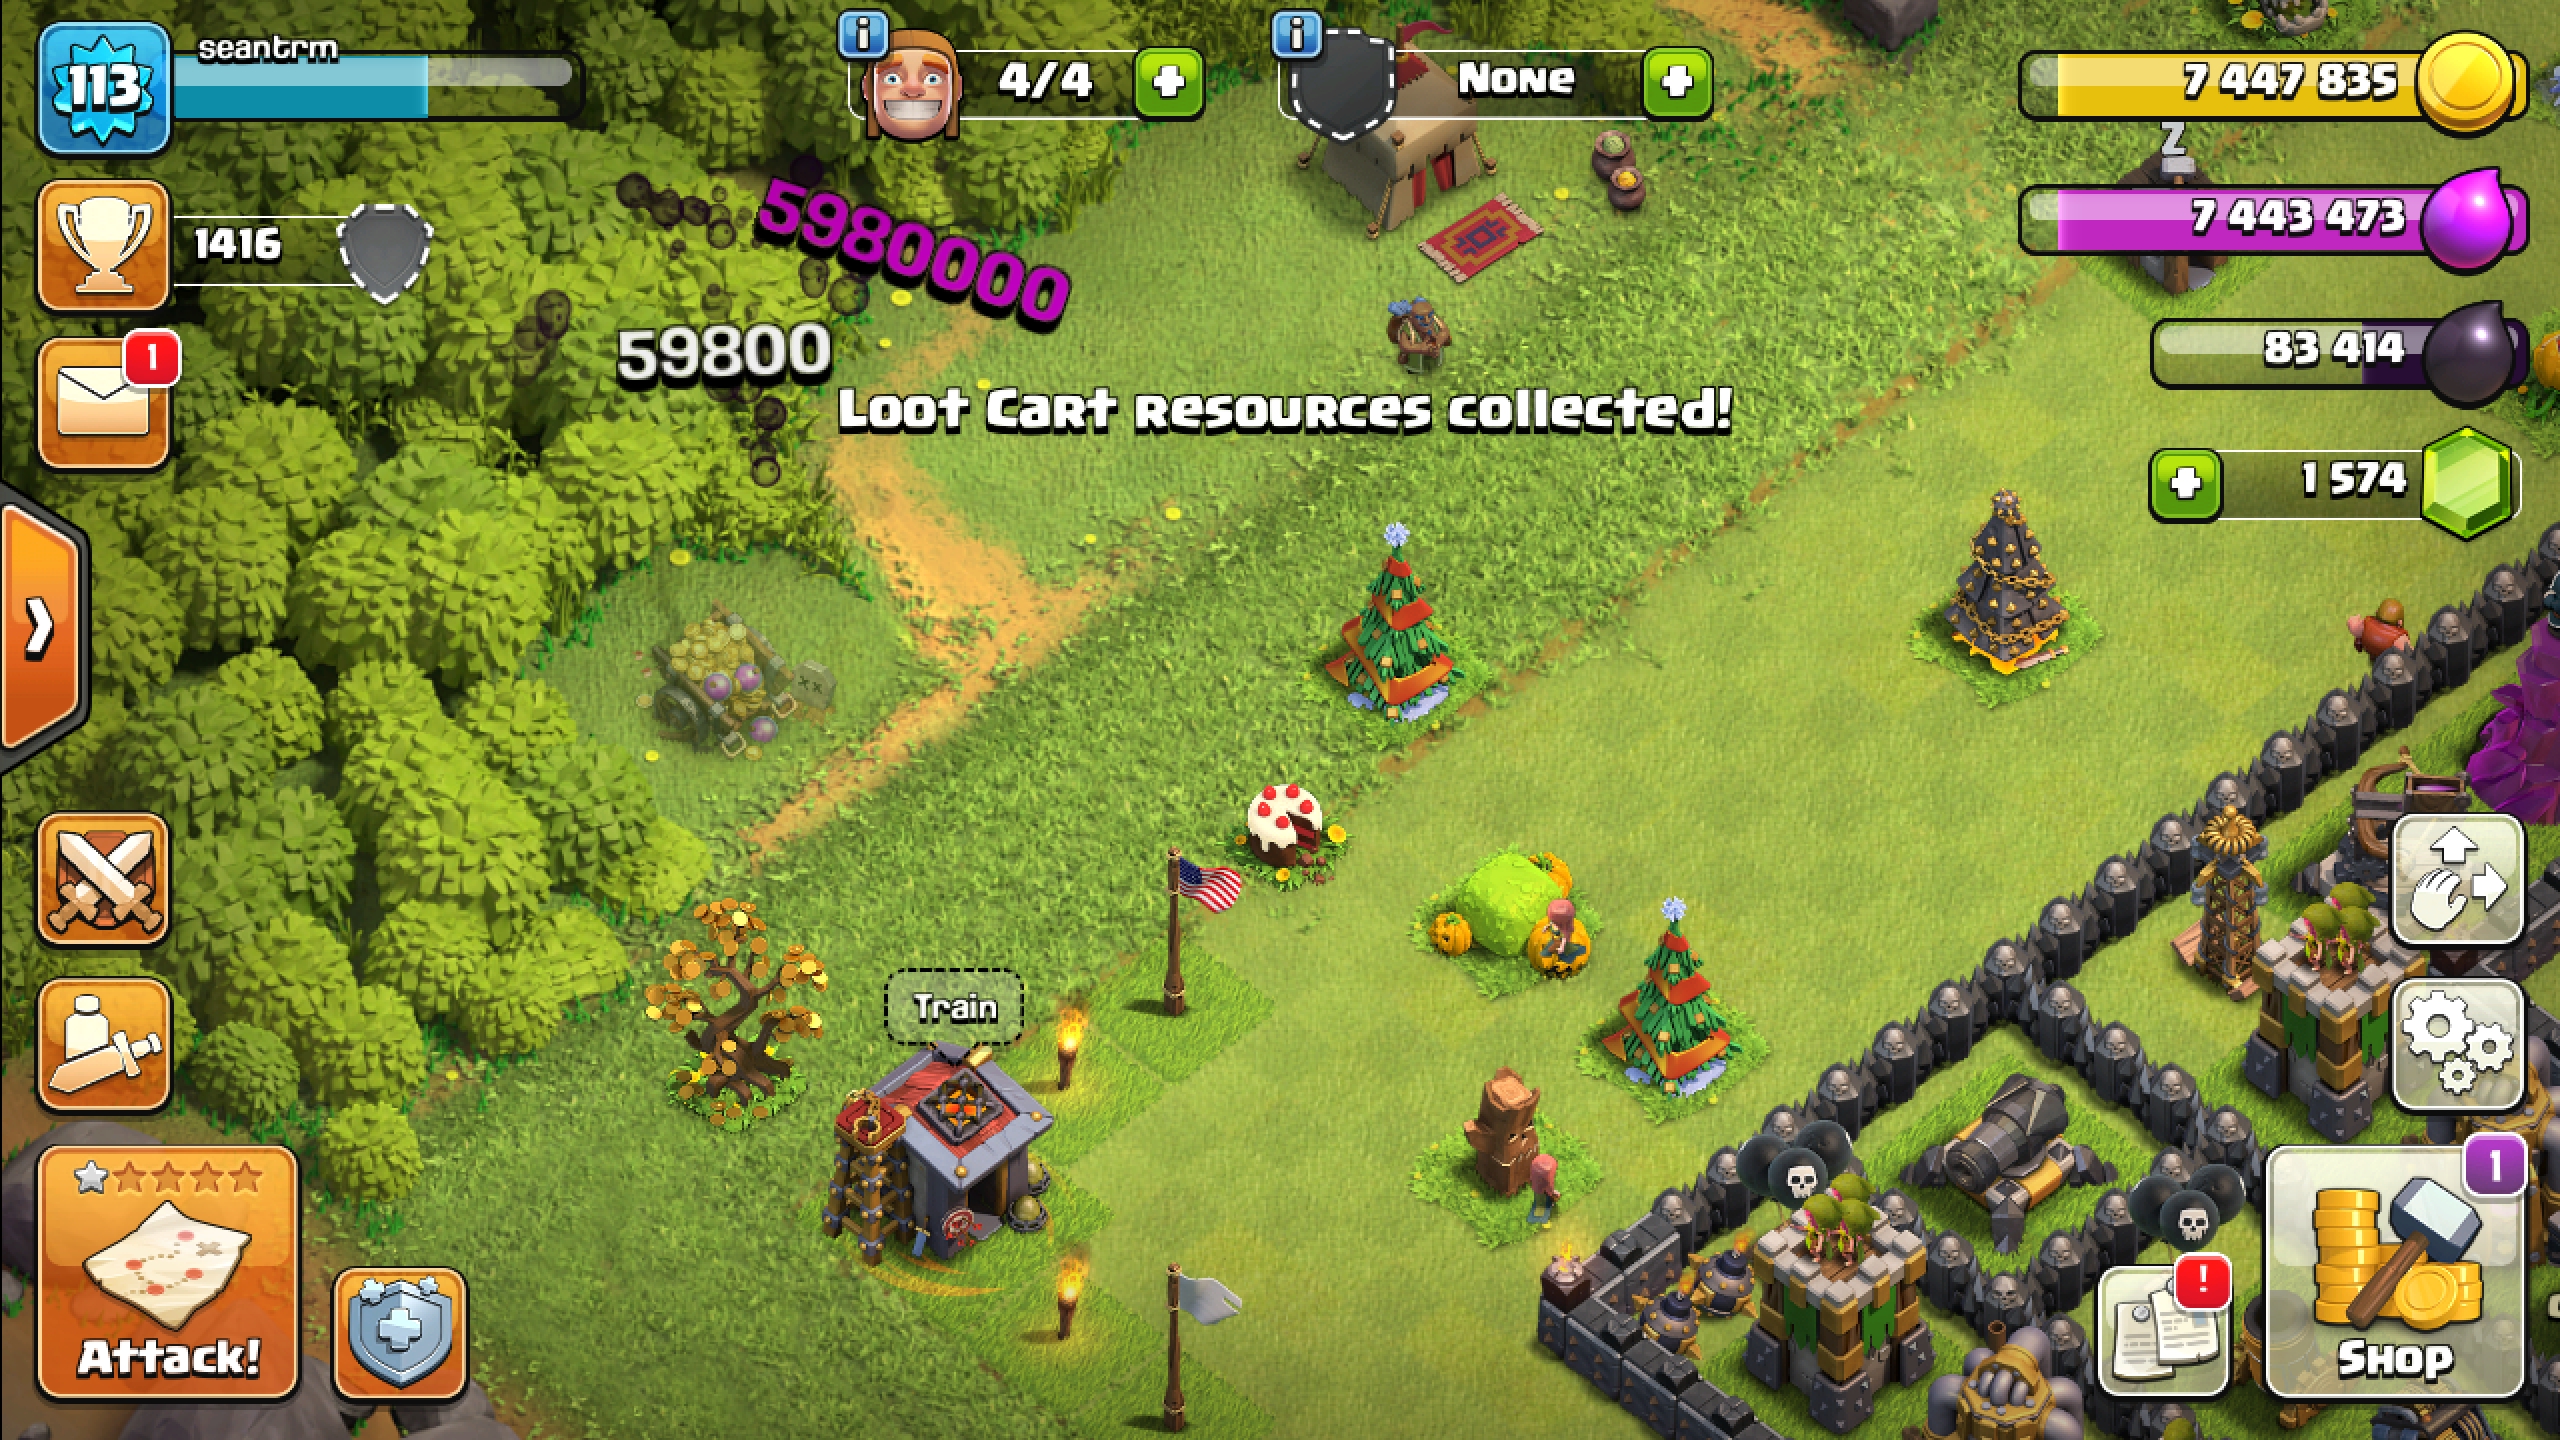 113
seantrm
4/4
None
7 447 835
1416
5980000
7 443 473
1
59800
83 414
Loot Cart resources collected!
1 574
Train
1
Attack!
!
Shop